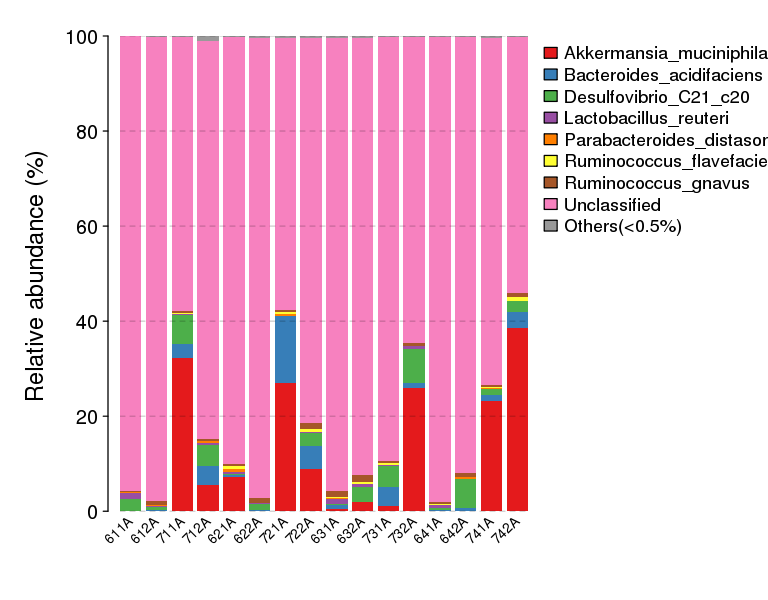 Relative abundance (%)
100
80
60
40
20
0
611A
612A
711A
712A
621A
622A
721A
722A
631A
632A
731A
732A
641A
642A
741A
742A
Akkermansia_muciniphila
Bacteroides_acidifaciens
Desulfovibrio_C21_c20
Lactobacillus_reuteri
Parabacteroides_distasor
Ruminococcus_flavefacie
Ruminococcus_gnavus
Unclassified
Others(<0.5%)